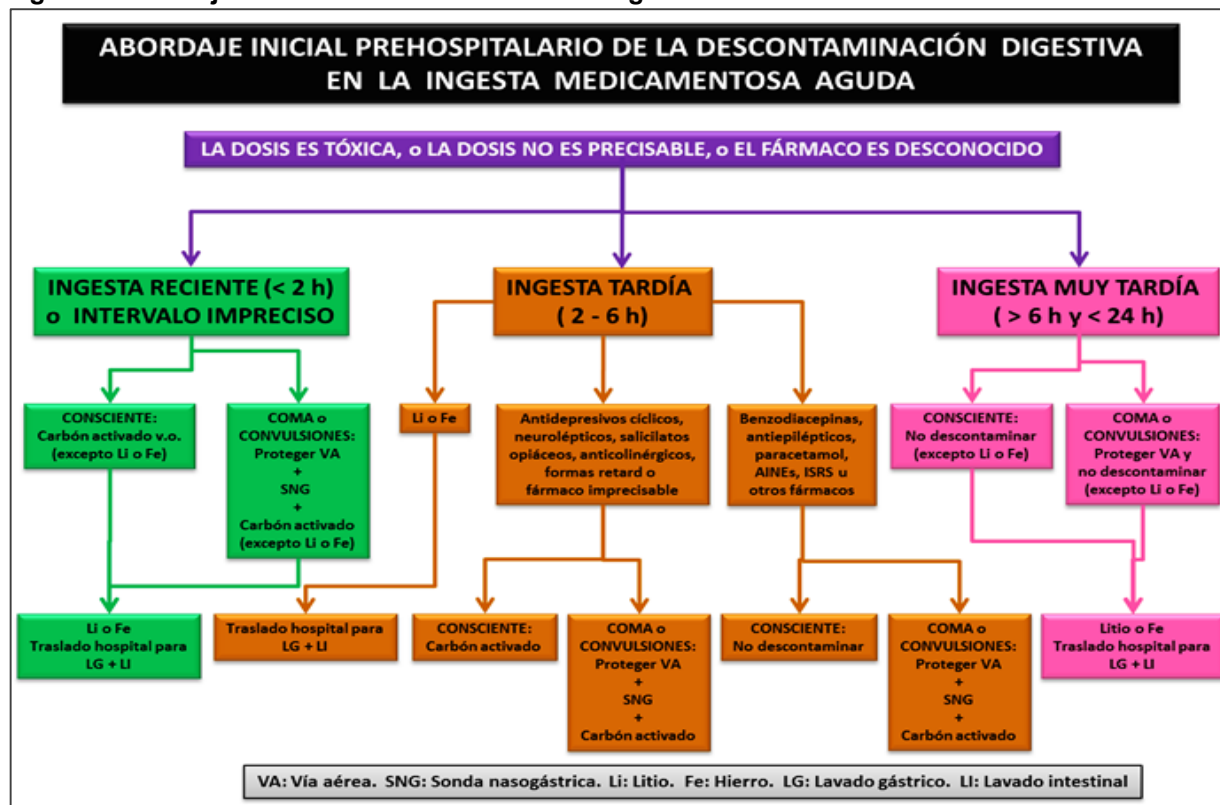 ABORDAJE INICIAL PREHOSPITALARIO DE LA DESCONTAMINACIÓN DIGESTIVA
EN LA INGESTA MEDICAMENTOSA AGUDA
LA DOSIS ES TÓXICA, o LA DOSIS NO ES PRECISABLE, o EL FÁRMACO ES DESCONOCIDO
INGESTA RECIENTE (< 2 h)
o INTERVALO IMPRECISO
INGESTA TARDÍA
( 2 - 6 h)
INGESTA MUY TARDÍA
( > 6 h y < 24 h)
CONSCIENTE:
Carbón activado v.o.
(excepto Li o Fe)
COMA o
CONVULSIONES:
Proteger VA
+
SNG
+
Carbón activado
(excepto Li o Fe)
Li o Fe
Antidepresivos cíclicos,
neurolépticos, salicilatos
opiáceos, anticolinérgicos,
formas retard o
fármaco imprecisable
Benzodiacepinas,
antiepilépticos,
paracetamol,
AINEs, ISRS u
otros fármacos
CONSCIENTE:
No descontaminar
(excepto Li o Fe)
COMA o
CONVULSIONES:
Proteger VA y
no descontaminar
(excepto Li o Fe)
Li o Fe
Traslado hospital para
LG + LI
Traslado hospital para
LG + LI
CONSCIENTE:
Carbón activado
COMA o
CONVULSIONES:
Proteger VA
+
SNG
+
Carbón activado
CONSCIENTE:
No descontaminar
COMA o
CONVULSIONES:
Proteger VA
+
SNG
+
Carbón activado
Litio o Fe
Traslado hospital para
LG + LI
VA: Vía aérea. SNG: Sonda nasogástrica. Li: Litio. Fe: Hierro. LG: Lavado gástrico. LI: Lavado intestinal